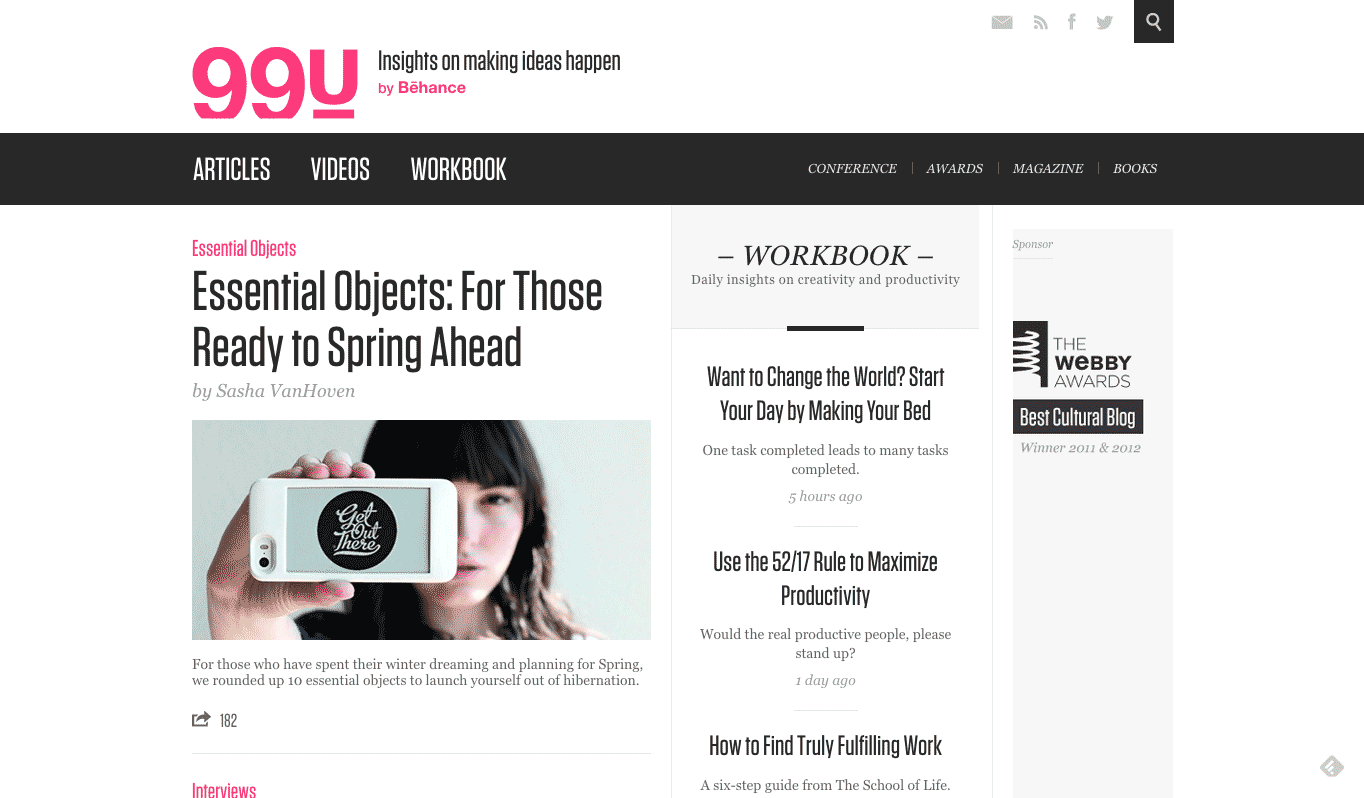 99u
Insights on making ideas happen
by Bēhance
ARTICLES VIDEOS WORKBOOK
CONFERENCE | AWARDS | MAGAZINE | BOOKS
Essential Objects
Essential Objects: For Those
Ready to Spring Ahead
by Sasha VanHoven
Get
Out
There
For those who have spent their winter dreaming and planning for Spring,
we rounded up 10 essential objects to launch yourself out of hibernation.
182
Interviews
– WORKBOOK –
Daily insights on creativity and productivity
Want to Change the World? Start
Your Day by Making Your Bed
One task completed leads to many tasks
completed.
5 hours ago
Use the 52/17 Rule to Maximize
Productivity
Would the real productive people, please
stand up?
1 day ago
How to Find Truly Fulfilling Work
A six-step guide from The School of Life.
Sponsor
THE
WEBBY
AWARDS
Best Cultural Blog
Winner 2011 & 2012